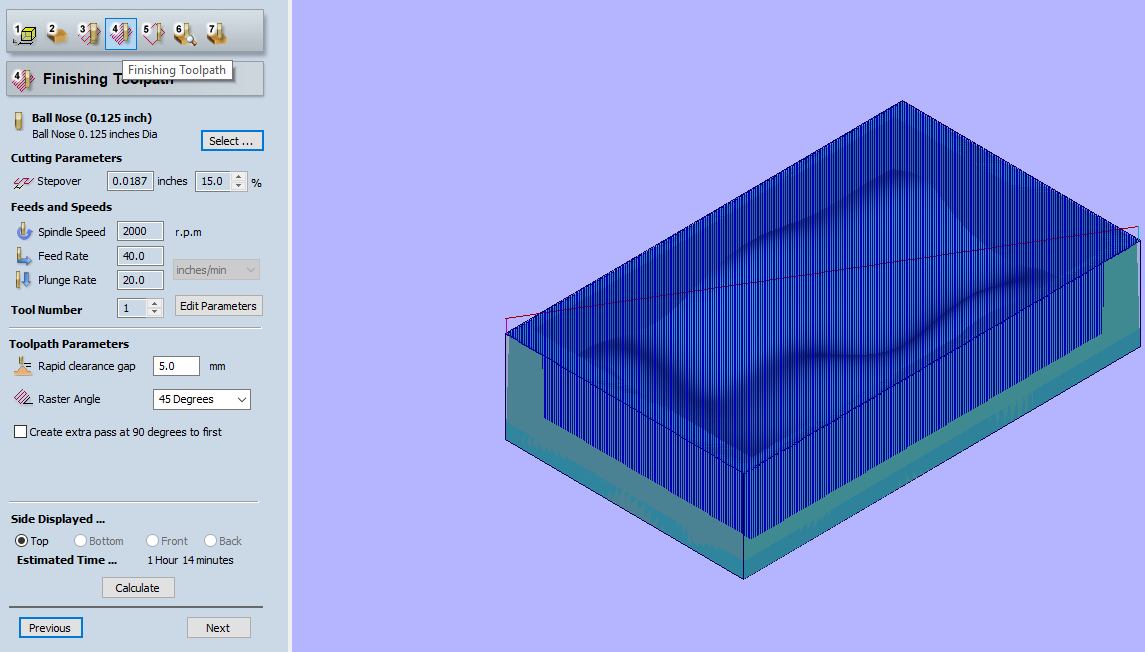 1 2 3 4 5 6 7
Finishing Toolpath
4 Finishing Toolpath
Ball Nose (0.125 inch)
Ball Nose 0.125 inches Dia
Select ...
Cutting Parameters
Stepover 0.0187 inches 15.0 %
Feeds and Speeds
Spindle Speed 2000 r.p.m
Feed Rate 40.0
inches/min
Plunge Rate 20.0
Tool Number 1 Edit Parameters
Toolpath Parameters
Rapid clearance gap 5.0 mm
Raster Angle 45 Degrees
Create extra pass at 90 degrees to first
Side Displayed ...
Top Bottom Front Back
Estimated Time ... 1 Hour 14 minutes
Calculate
Previous Next